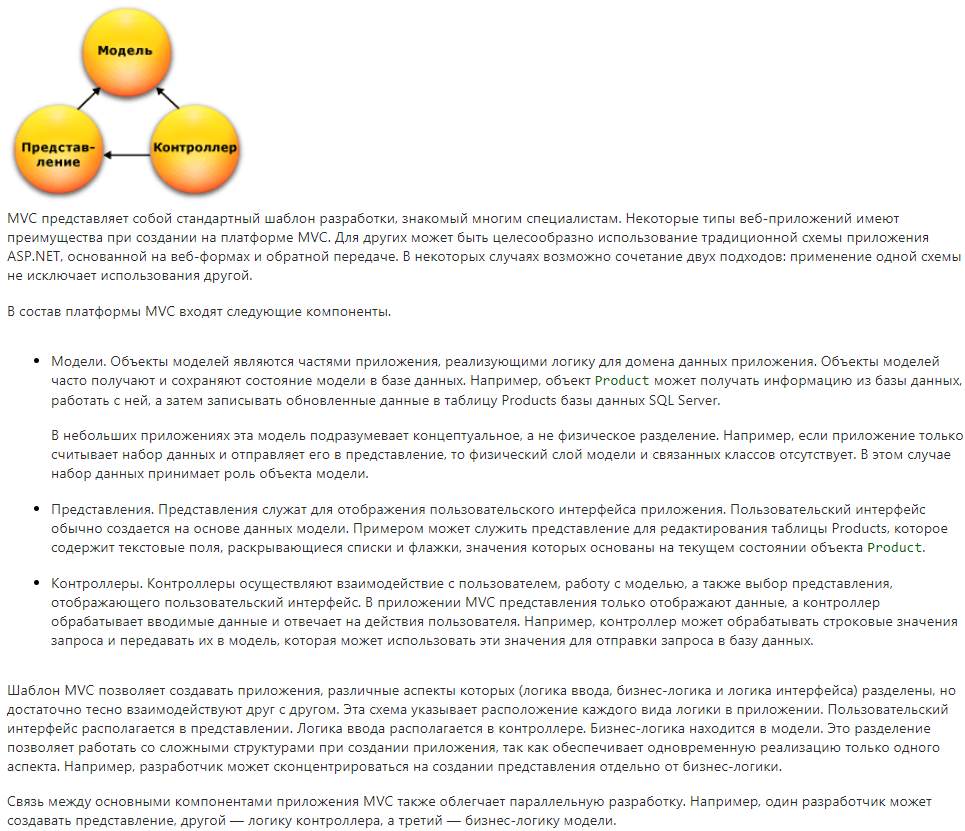 Модель
Представ-
ление
Контроллер
MVC представляет собой стандартный шаблон разработки, знакомый многим специалистам. Некоторые типы веб-приложений имеют
преимущества при создании на платформе MVC. Для других может быть целесообразно использование традиционной схемы приложения
ASP.NET, основанной на веб-формах и обратной передаче. В некоторых случаях возможно сочетание двух подходов: применение одной схемы
не исключает использования другой.
В состав платформы MVC входят следующие компоненты.
• Модели. Объекты моделей являются частями приложения, реализующими логику для домена данных приложения. Объекты моделей
часто получают и сохраняют состояние модели в базе данных. Например, объект Product может получать информацию из базы данных,
работать с ней, а затем записывать обновленные данные в таблицу Products базы данных SQL Server.
В небольших приложениях эта модель подразумевает концептуальное, а не физическое разделение. Например, если приложение только
считывает набор данных и отправляет его в представление, то физический слой модели и связанных классов отсутствует. В этом случае
набор данных принимает роль объекта модели.
• Представления. Представления служат для отображения пользовательского интерфейса приложения. Пользовательский интерфейс
обычно создается на основе данных модели. Примером может служить представление для редактирования таблицы Products, которое
содержит текстовые поля, раскрывающиеся списки и флажки, значения которых основаны на текущем состоянии объекта Product.
• Контроллеры. Контроллеры осуществляют взаимодействие с пользователем, работу с моделью, а также выбор представления,
отображающего пользовательский интерфейс. В приложении MVC представления только отображают данные, а контроллер
обрабатывает вводимые данные и отвечает на действия пользователя. Например, контроллер может обрабатывать строковые значения
запроса и передавать их в модель, которая может использовать эти значения для отправки запроса в базу данных.
Шаблон MVC позволяет создавать приложения, различные аспекты которых (логика ввода, бизнес-логика и логика интерфейса) разделены, но
достаточно тесно взаимодействуют друг с другом. Эта схема указывает расположение каждого вида логики в приложении. Пользовательский
интерфейс располагается в представлении. Логика ввода располагается в контроллере. Бизнес-логика находится в модели. Это разделение
позволяет работать со сложными структурами при создании приложения, так как обеспечивает одновременную реализацию только одного
аспекта. Например, разработчик может сконцентрироваться на создании представления отдельно от бизнес-логики.
Связь между основными компонентами приложения MVC также облегчает параллельную разработку. Например, один разработчик может
создавать представление, другой — логику контроллера, а третий — бизнес-логику модели.